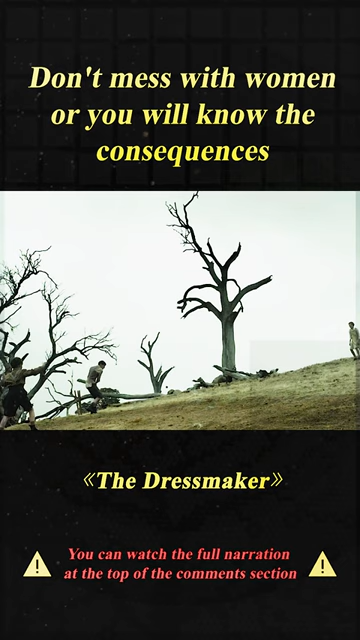 Don't mess with women
or you will know the
consequences
《The Dressmaker》
You can watch the full narration
at the top of the comments section